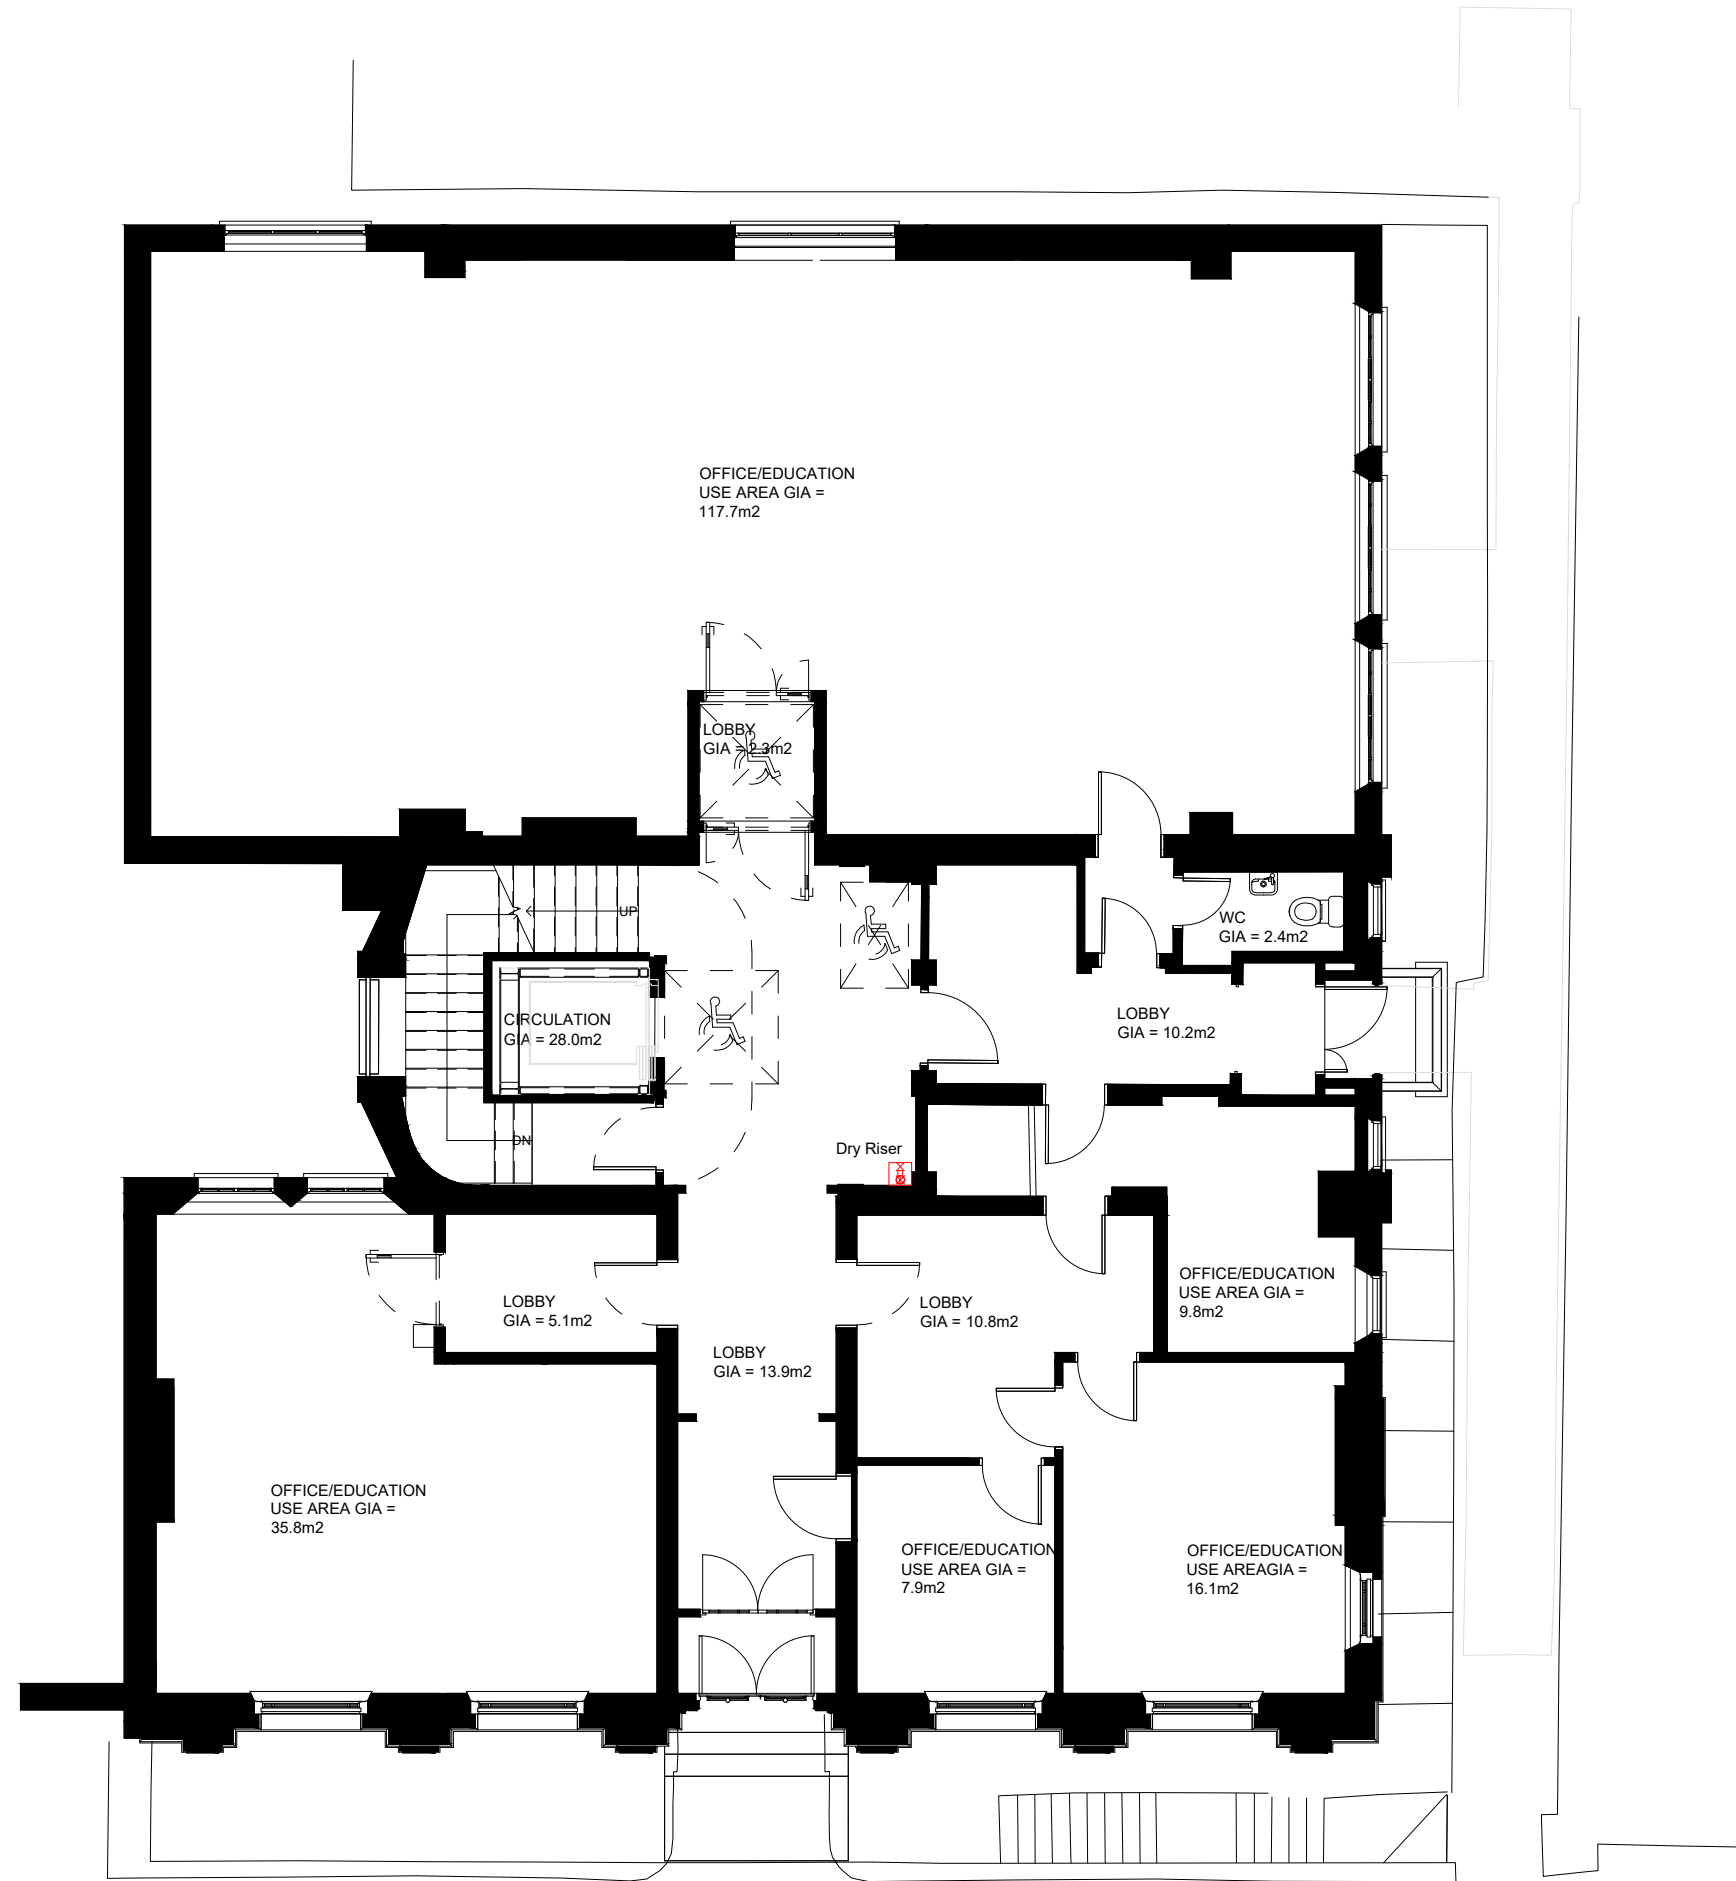 OFFICE/EDUCATION
USE AREA GIA =
117.7m2
LOBBY
GIA = 2.3m2
UP
WC
GIA = 2.4m2
CIRCULATION
GIA = 28.0m2
LOBBY
GIA = 10.2m2
DN
Dry Riser
LOBBY
GIA = 5.1m2
LOBBY
GIA = 10.8m2
OFFICE/EDUCATION
USE AREA GIA =
9.8m2
LOBBY
GIA = 13.9m2
OFFICE/EDUCATION
USE AREA GIA =
35.8m2
OFFICE/EDUCATION
USE AREA GIA =
7.9m2
OFFICE/EDUCATION
USE AREAGIA =
16.1m2